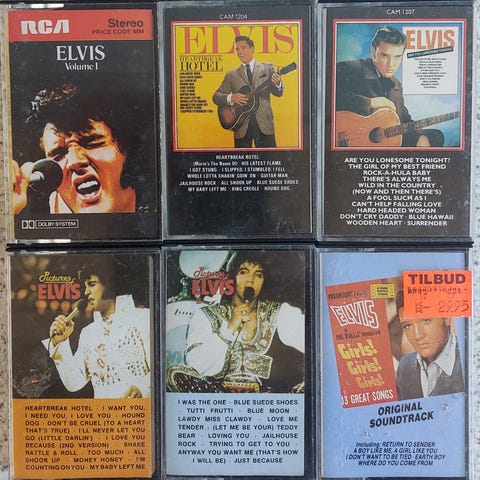 RCA
Stereo
PRICE CODE MM
ELVIS
Volume 1
DOLBY SYSTEM
CAM 1204
ELVIS
HEARTBREAK
HOTEL
HEARTBREAK HOTEL
(Marie's The Name Of) HIS LATEST FLAME
I GOT STUNG · I SLIPPED, I STUMBLED, I FELL
WHOLE LOTTA SHAKIN' GOIN' ON · GUITAR MAN
JAILHOUSE ROCK · ALL SHOOK UP · BLUE SUEDE SHOES
MY BABY LEFT ME · KING CREOLE · HOUND DOG
CAM 1207
ELVIS
ARE YOU LONESOME TONIGHT?
ARE YOU LONESOME TONIGHT?
THE GIRL OF MY BEST FRIEND
ROCK-A-HULA BABY
THERE'S ALWAYS ME
WILD IN THE COUNTRY
(NOW AND THEN THERE'S)
A FOOL SUCH AS I
CAN'T HELP FALLING LOVE
HARD HEADED WOMAN
DON'T CRY DADDY · BLUE HAWAII
WOODEN HEART · SURRENDER
Pictures of
ELVIS
HEARTBREAK HOTEL · I WANT YOU,
I NEED YOU, I LOVE YOU · HOUND
DOG · DON'T BE CRUEL (TO A HEART
THAT'S TRUE) · I'LL NEVER LET YOU
GO (LITTLE DARLIN') · I LOVE YOU
BECAUSE (2ND VERSION) · SHAKE
RATTLE & ROLL · TOO MUCH · ALL
SHOOK UP · MONEY HONEY · I'M
COUNTING ON YOU · MY BABY LEFT ME
Pictures of
ELVIS
I WAS THE ONE · BLUE SUEDE SHOES
· TUTTI FRUTTI · BLUE MOON ·
LAWDY MISS CLAWDY · LOVE ME
TENDER · (LET ME BE YOUR) TEDDY
BEAR · LOVING YOU · JAILHOUSE
ROCK · TRYING TO GET TO YOU ·
ANYWAY YOU WANT ME (THAT'S HOW
I WILL BE) · JUST BECAUSE
TILBUD
29.95
PARAMOUNT
ELVIS
HAL WALLIS'
Girls!
Girls!
Girls!
13 GREAT SONGS
ORIGINAL
SOUNDTRACK
Including: RETURN TO SENDER
A BOY LIKE ME, A GIRL LIKE YOU
I DON'T WANT TO BE TIED · EARTH BOY
WHERE DO YOU COME FROM